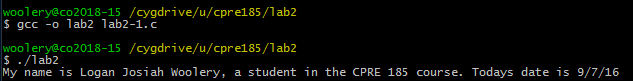 woolery@co2018-15 /cygdrive/u/cpre185/lab2
$ gcc -o lab2 lab2-1.c
woolery@co2018-15 /cygdrive/u/cpre185/lab2
$ ./lab2
My name is Logan Josiah Woolery, a student in the CPRE 185 course. Todays date is 9/7/16